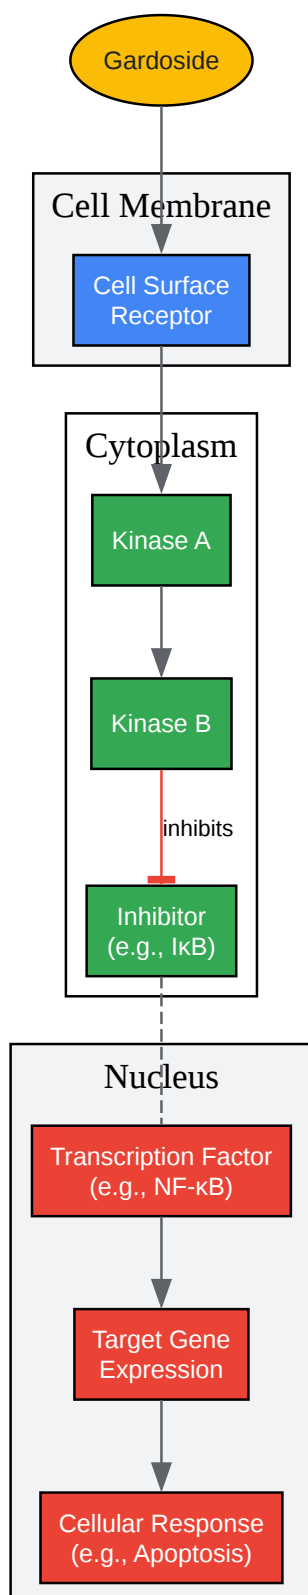 Gardoside
Cell Membrane
Cell Surface
Receptor
Cytoplasm
Kinase A
Kinase B
inhibits
Inhibitor
(e.g., IκB)
Nucleus
Transcription Factor
(e.g., NF-κB)
Target Gene
Expression
Cellular Response
(e.g., Apoptosis)